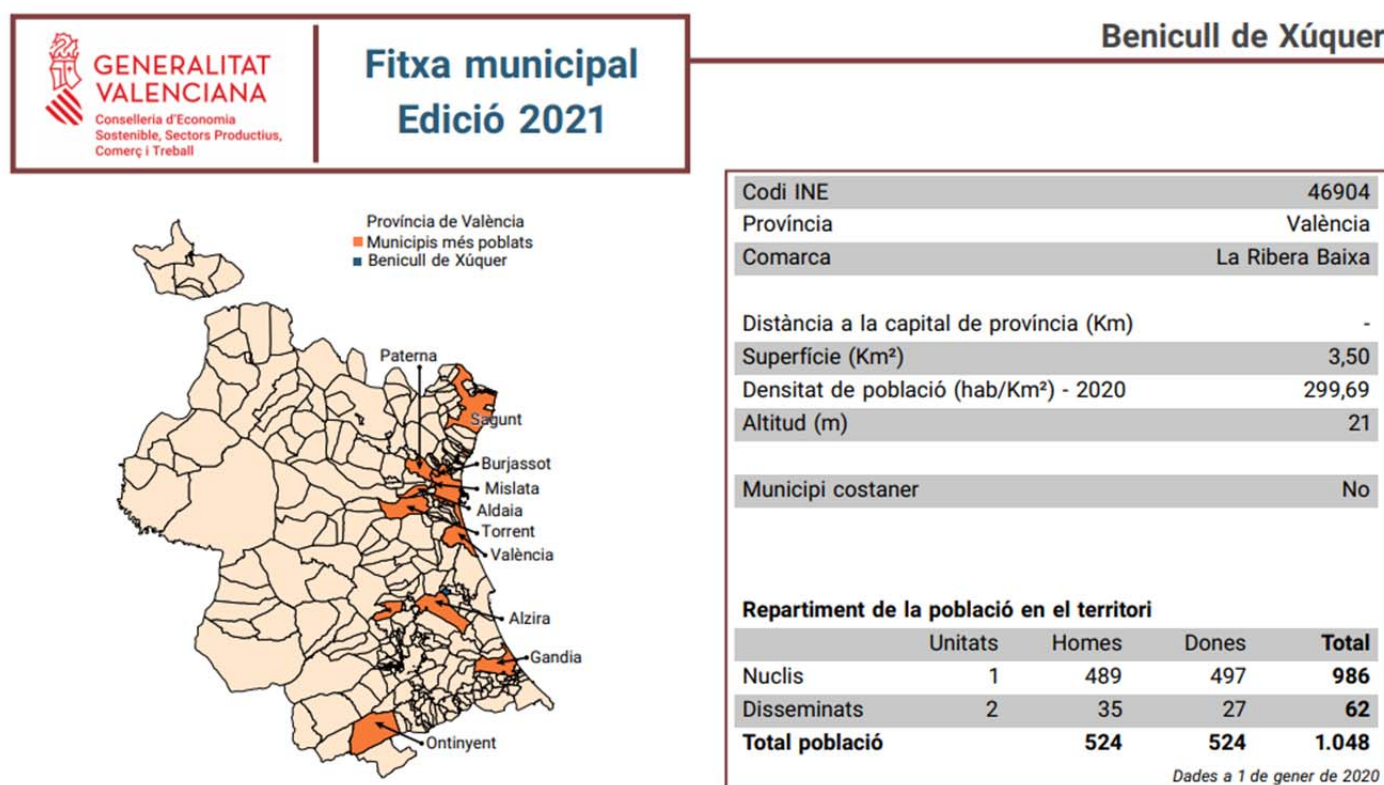 Benicull de Xúquer
GENERALITAT
VALENCIANA
Conselleria d'Economia
Sostenible, Sectors Productius,
Comerç i Treball
Fitxa municipal
Edició 2021
Província de València
Municipis més poblats
Benicull de Xúquer
Paterna
Sagunt
Burjassot
Mislata
Aldaia
Torrent
València
Alzira
Gandia
Ontinyent
Codi INE 46904
Província València
Comarca La Ribera Baixa
Distància a la capital de província (Km) -
Superfície (Km²) 3,50
Densitat de població (hab/Km²) - 2020 299,69
Altitud (m) 21
Municipi costaner No
Repartiment de la població en el territori
Unitats Homes Dones Total
Nuclis 1 489 497 986
Disseminats 2 35 27 62
Total població 524 524 1.048
Dades a 1 de gener de 2020